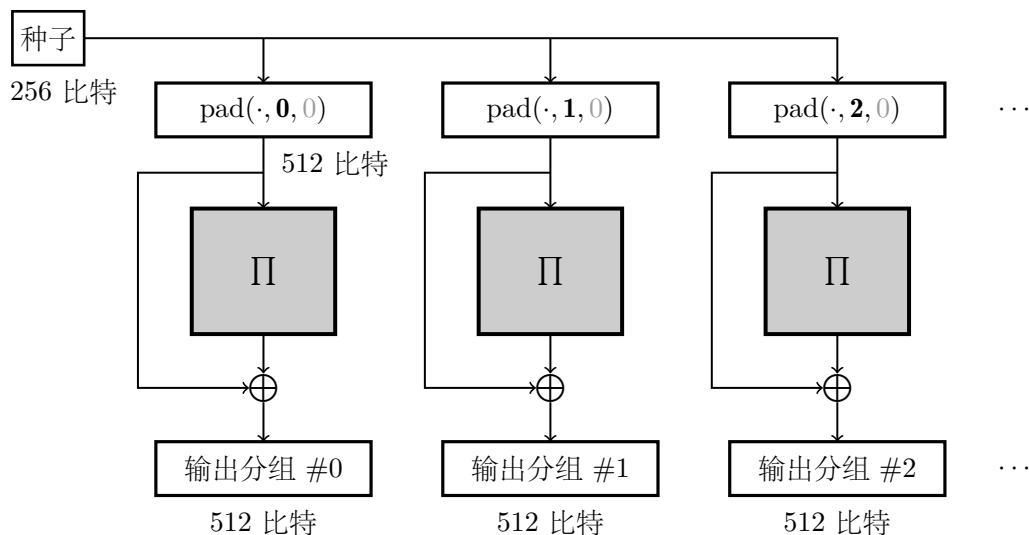 种子
256 比特
pad(·, 0, 0)
pad(·, 1, 0)
pad(·, 2, 0)
···
512 比特
Π
Π
Π
输出分组 #0
输出分组 #1
输出分组 #2
···
512 比特
512 比特
512 比特